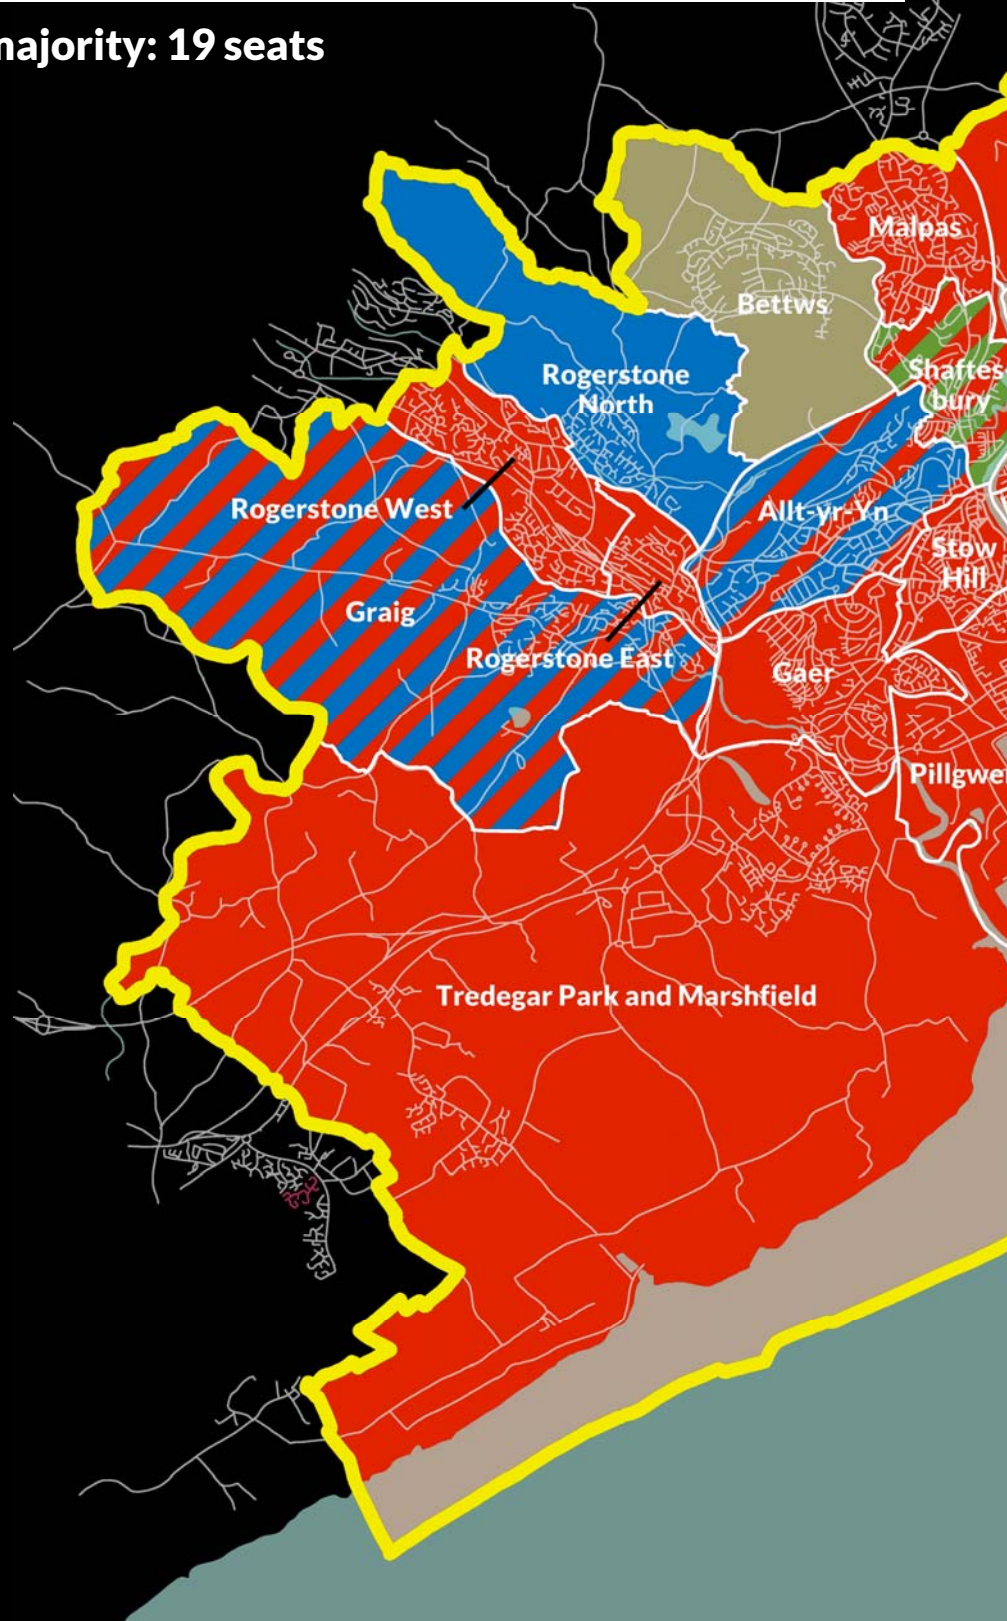 majority: 19 seats
Malpas
Bettws
Rogerstone
North
Shaftes
bury
Rogerstone West
Allt-yr-Yn
Stow
Hill
Graig
Rogerstone East
Gaer
Pillgwe
Tredegar Park and Marshfield